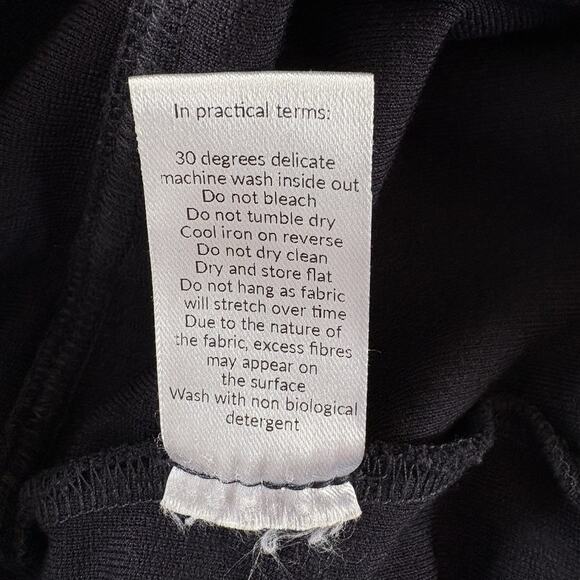 In practical terms:
30 degrees delicate
machine wash inside out
Do not bleach
Do not tumble dry
Cool iron on reverse
Do not dry clean
Dry and store flat
Do not hang as fabric
will stretch over time
Due to the nature of
the fabric, excess fibres
may appear on
the surface
Wash with non biological
detergent